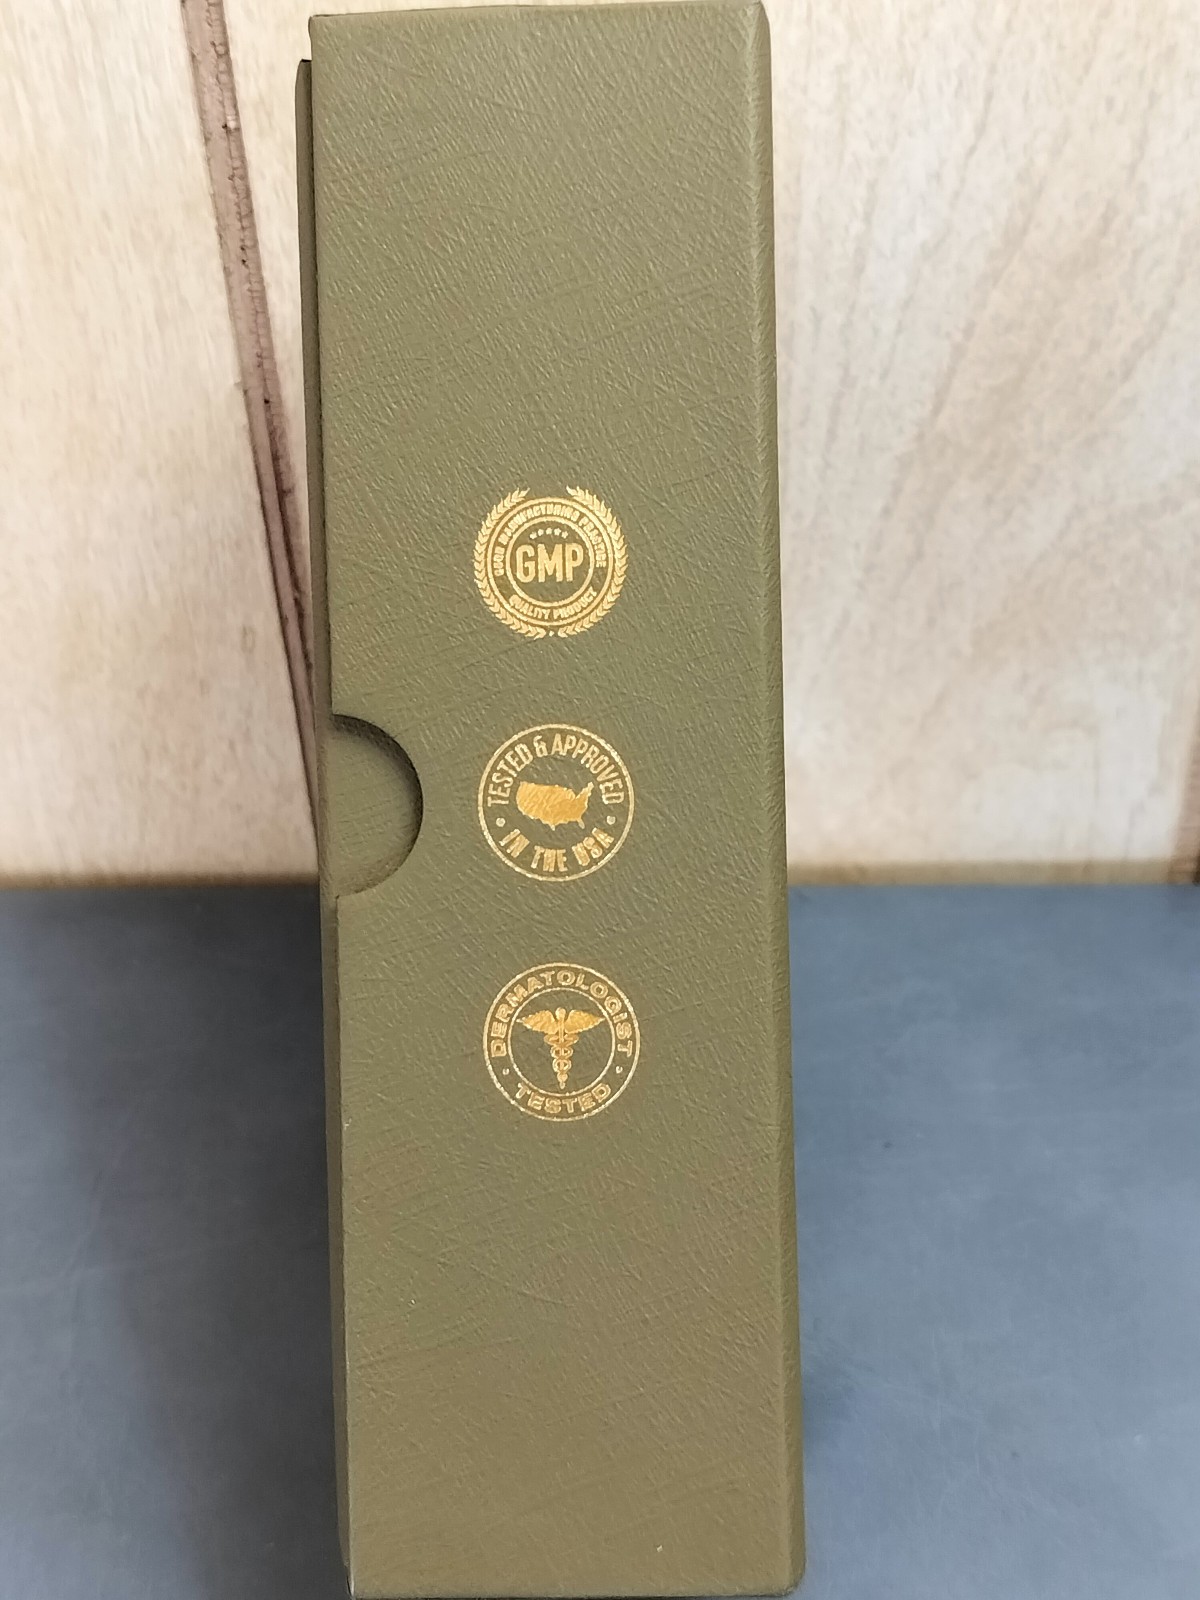 GOOD MANUFACTURING PRACTICE
GMP
QUALITY PRODUCT
TESTED & APPROVED
IN THE USA
DERMATOLOGIST
TESTED